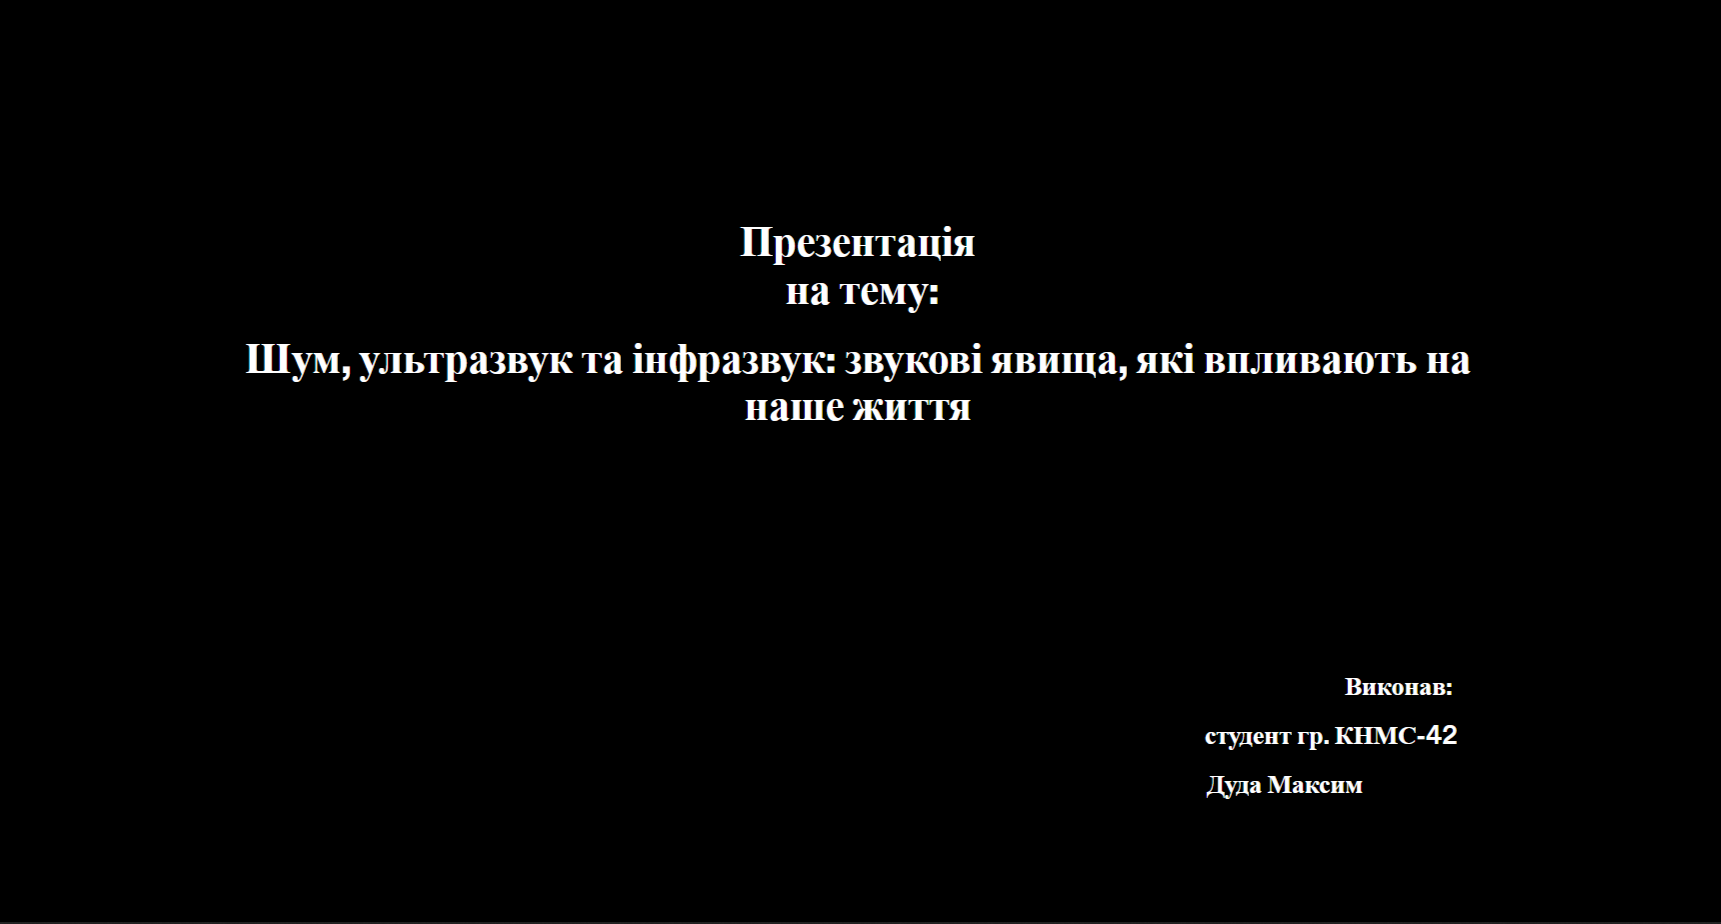 Презентація
на тему:
Шум, ультразвук та інфразвук: звукові явища, які впливають на
наше життя
Виконав:
студент гр. КНМС-42
Дуда Максим